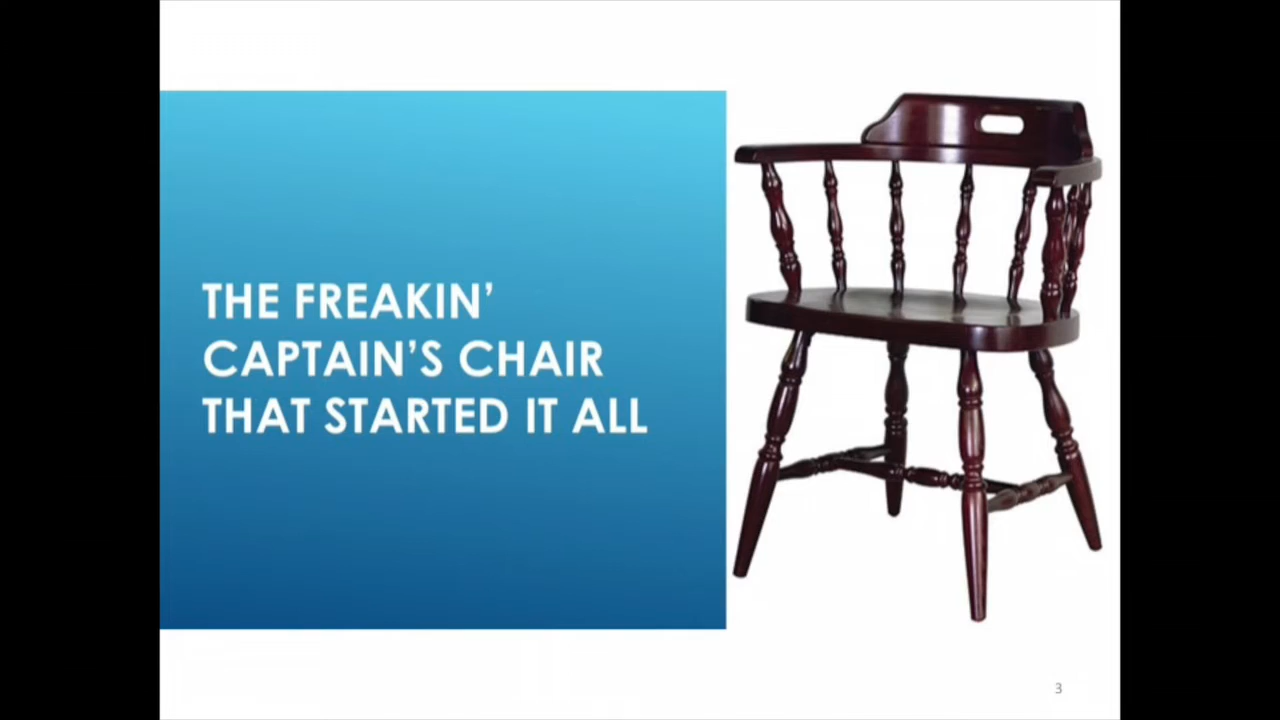 THE FREAKIN’
CAPTAIN’S CHAIR
THAT STARTED IT ALL
3